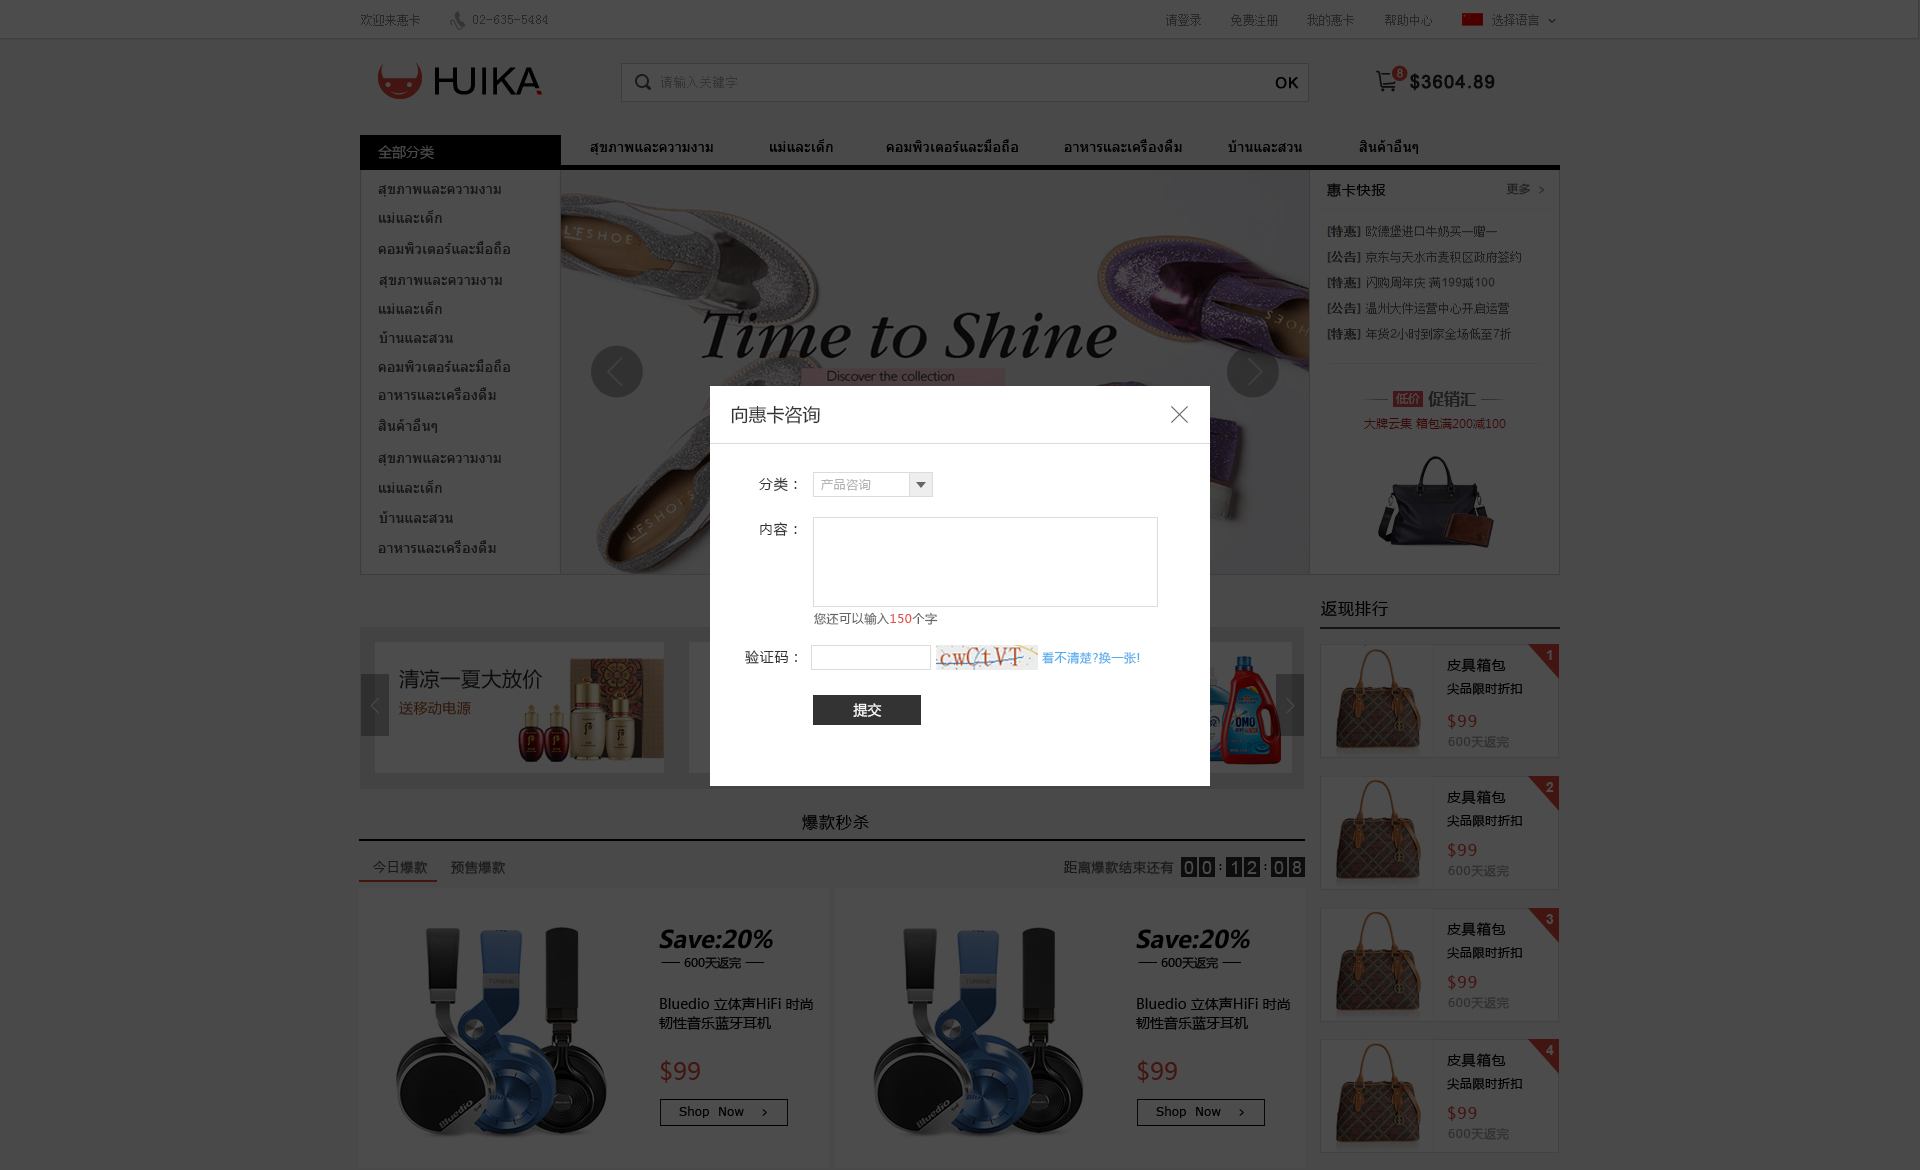 欢迎来惠卡
02-635-5484
请登录
免费注册
我的惠卡
帮助中心
选择语言
HUIKA
请输入关键字
OK
8
$3604.89
全部分类
สุขภาพและความงาม
แม่และเด็ก
คอมพิวเตอร์และมือถือ
อาหารและเครื่องดื่ม
บ้านและสวน
สินค้าอื่นๆ
สุขภาพและความงาม
แม่และเด็ก
คอมพิวเตอร์และมือถือ
สุขภาพและความงาม
แม่และเด็ก
บ้านและสวน
คอมพิวเตอร์และมือถือ
อาหารและเครื่องดื่ม
สินค้าอื่นๆ
สุขภาพและความงาม
แม่และเด็ก
บ้านและสวน
อาหารและเครื่องดื่ม
L'F SHOE
Time to Shine
Discover the collection
惠卡快报
更多
[特惠] 欧德堡进口牛奶买一赠一
[公告] 京东与天水市麦积区政府签约
[特惠] 闪购周年庆 满199减100
[公告] 温州大件运营中心开启运营
[特惠] 年货2小时到家全场低至7折
低价 促销汇
大牌云集 箱包满200减100
向惠卡咨询
分类：
产品咨询
内容：
您还可以输入150个字
验证码：
cwCtVT
看不清楚?换一张!
提交
清凉一夏大放价
送移动电源
OMO
返现排行
1
皮具箱包
尖品限时折扣
$99
600天返完
2
皮具箱包
尖品限时折扣
$99
600天返完
3
皮具箱包
尖品限时折扣
$99
600天返完
4
皮具箱包
尖品限时折扣
$99
600天返完
爆款秒杀
今日爆款
预售爆款
距离爆款结束还有 00:12:08
Save:20%
600天返完
Bluedio 立体声HiFi 时尚
韧性音乐蓝牙耳机
$99
Shop Now
Bluedio
Save:20%
600天返完
Bluedio 立体声HiFi 时尚
韧性音乐蓝牙耳机
$99
Shop Now
Bluedio